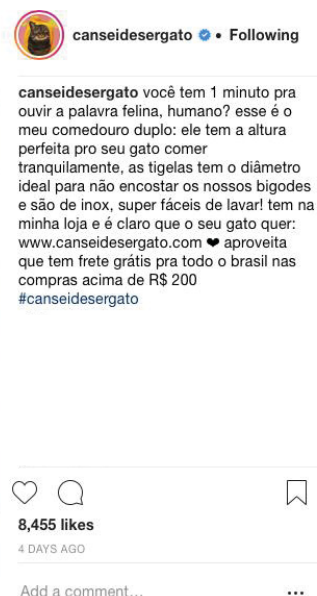 canseidesergato • Following
canseidesergato você tem 1 minuto pra
ouvir a palavra felina, humano? esse é o
meu comedouro duplo: ele tem a altura
perfeita pro seu gato comer
tranquilamente, as tigelas tem o diâmetro
ideal para não encostar os nossos bigodes
e são de inox, super fáceis de lavar! tem na
minha loja e é claro que o seu gato quer:
www.canseidesergato.com ❤ aproveita
que tem frete grátis pra todo o brasil nas
compras acima de R$ 200
#canseidesergato
8,455 likes
4 DAYS AGO
Add a comment...